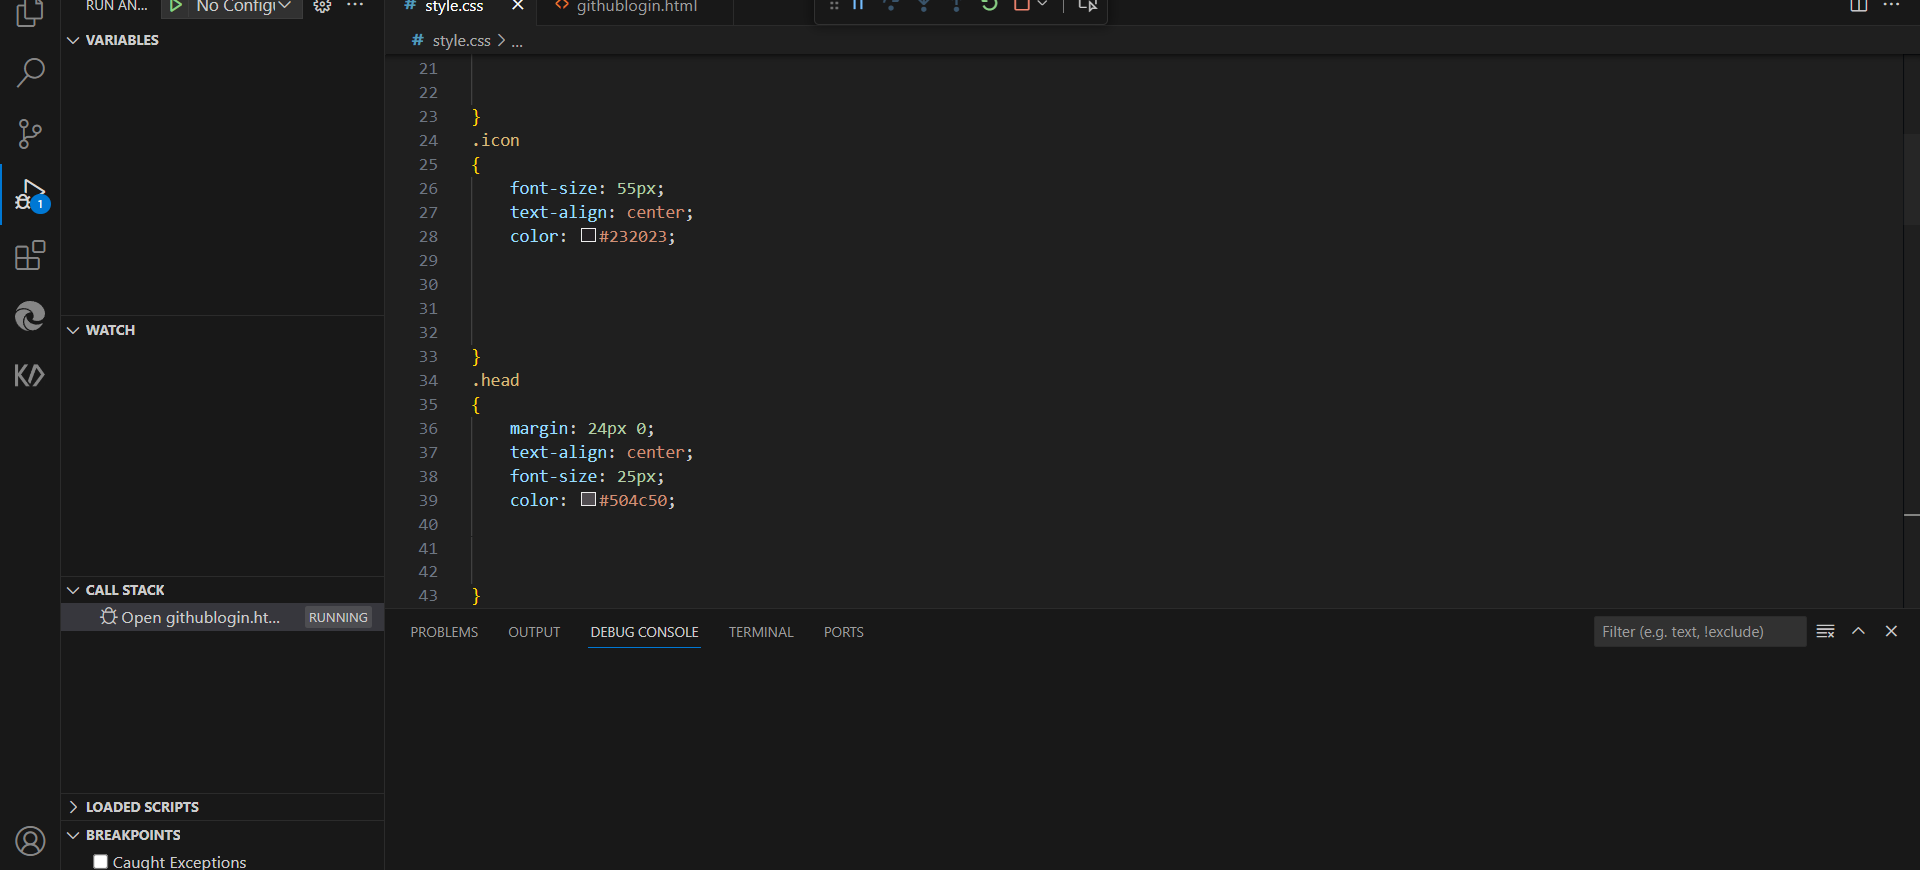 RUN AN...
No Configu
style.css
githublogin.html
VARIABLES
# style.css > ...
21
22
23 }
24 .icon
25 {
26 font-size: 55px;
27 text-align: center;
28 color: #232023;
29
30
31
32
33 }
34 .head
35 {
36 margin: 24px 0;
37 text-align: center;
38 font-size: 25px;
39 color: #504c50;
40
41
42
43 }
1
WATCH
CALL STACK
Open githublogin.ht... RUNNING
PROBLEMS OUTPUT DEBUG CONSOLE TERMINAL PORTS
Filter (e.g. text, !exclude)
LOADED SCRIPTS
BREAKPOINTS
Caught Exceptions